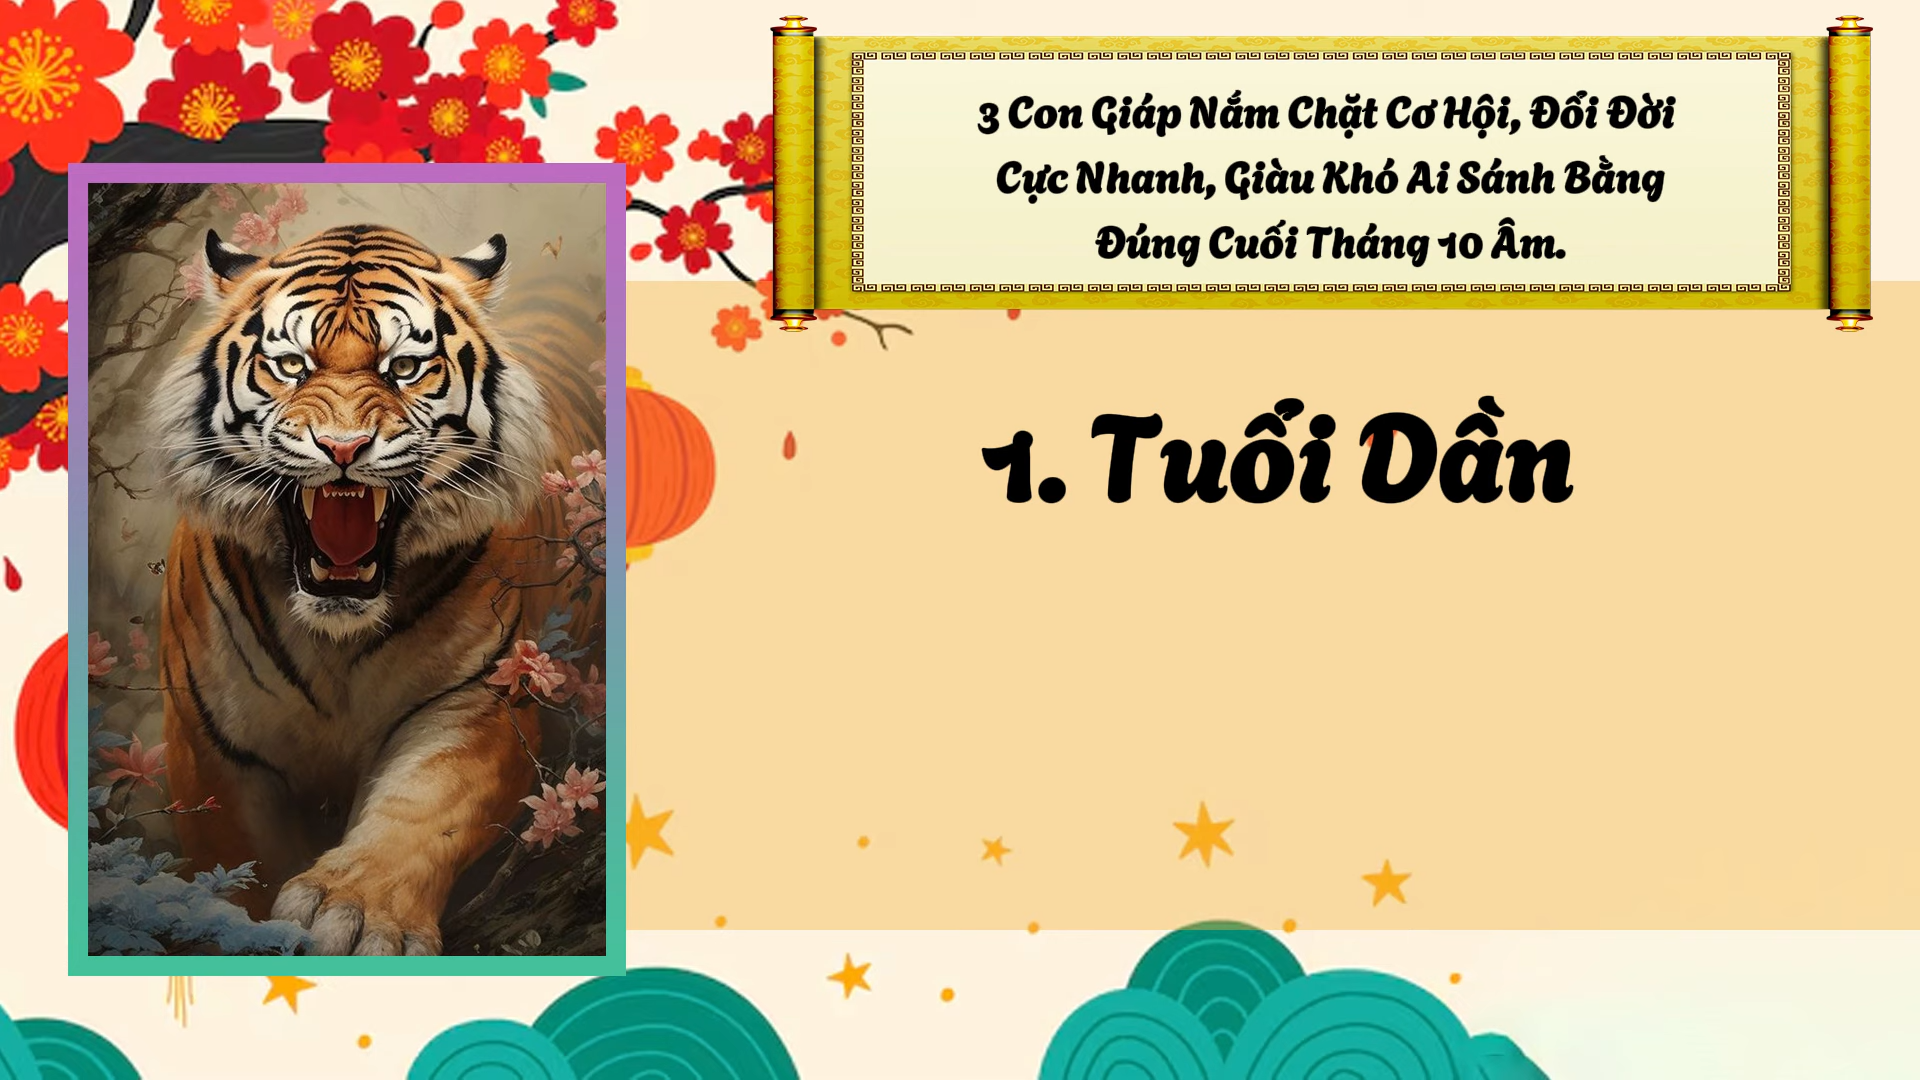 3 Con Giáp Nắm Chặt Cơ Hội, Đổi Đời
Cực Nhanh, Giàu Khó Ai Sánh Bằng
Đúng Cuối Tháng 10 Âm.
1. Tuổi Dần